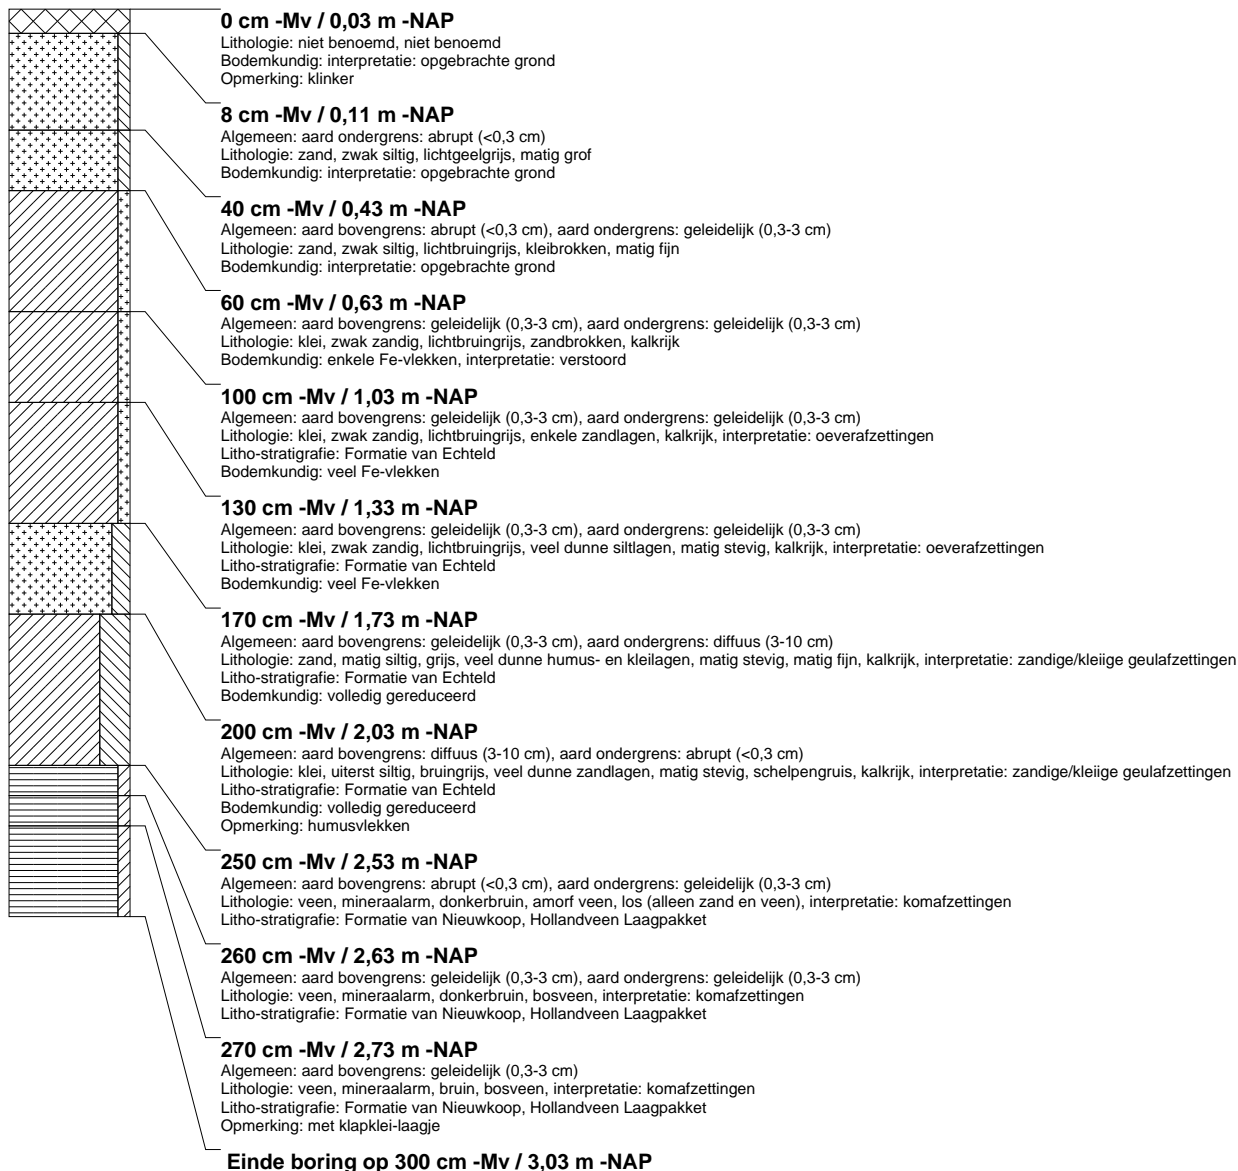 0 cm -Mv / 0,03 m -NAP
Lithologie: niet benoemd, niet benoemd
Bodemkundig: interpretatie: opgebrachte grond
Opmerking: klinker
8 cm -Mv / 0,11 m -NAP
Algemeen: aard ondergrens: abrupt (<0,3 cm)
Lithologie: zand, zwak siltig, lichtgeelgrijs, matig grof
Bodemkundig: interpretatie: opgebrachte grond
40 cm -Mv / 0,43 m -NAP
Algemeen: aard bovengrens: abrupt (<0,3 cm), aard ondergrens: geleidelijk (0,3-3 cm)
Lithologie: zand, zwak siltig, lichtbruingrijs, kleibrokken, matig fijn
Bodemkundig: interpretatie: opgebrachte grond
60 cm -Mv / 0,63 m -NAP
Algemeen: aard bovengrens: geleidelijk (0,3-3 cm), aard ondergrens: geleidelijk (0,3-3 cm)
Lithologie: klei, zwak zandig, lichtbruingrijs, zandbrokken, kalkrijk
Bodemkundig: enkele Fe-vlekken, interpretatie: verstoord
100 cm -Mv / 1,03 m -NAP
Algemeen: aard bovengrens: geleidelijk (0,3-3 cm), aard ondergrens: geleidelijk (0,3-3 cm)
Lithologie: klei, zwak zandig, lichtbruingrijs, enkele zandlagen, kalkrijk, interpretatie: oeverafzettingen
Litho-stratigrafie: Formatie van Echteld
Bodemkundig: veel Fe-vlekken
130 cm -Mv / 1,33 m -NAP
Algemeen: aard bovengrens: geleidelijk (0,3-3 cm), aard ondergrens: geleidelijk (0,3-3 cm)
Lithologie: klei, zwak zandig, lichtbruingrijs, veel dunne siltlagen, matig stevig, kalkrijk, interpretatie: oeverafzettingen
Litho-stratigrafie: Formatie van Echteld
Bodemkundig: veel Fe-vlekken
170 cm -Mv / 1,73 m -NAP
Algemeen: aard bovengrens: geleidelijk (0,3-3 cm), aard ondergrens: diffuus (3-10 cm)
Lithologie: zand, matig siltig, grijs, veel dunne humus- en kleilagen, matig stevig, matig fijn, kalkrijk, interpretatie: zandige/kleiige geulafzettingen
Litho-stratigrafie: Formatie van Echteld
Bodemkundig: volledig gereduceerd
200 cm -Mv / 2,03 m -NAP
Algemeen: aard bovengrens: diffuus (3-10 cm), aard ondergrens: abrupt (<0,3 cm)
Lithologie: klei, uiterst siltig, bruingrijs, veel dunne zandlagen, matig stevig, schelpengruis, kalkrijk, interpretatie: zandige/kleiige geulafzettingen
Litho-stratigrafie: Formatie van Echteld
Bodemkundig: volledig gereduceerd
Opmerking: humusvlekken
250 cm -Mv / 2,53 m -NAP
Algemeen: aard bovengrens: abrupt (<0,3 cm), aard ondergrens: geleidelijk (0,3-3 cm)
Lithologie: veen, mineraalarm, donkerbruin, amorf veen, los (alleen zand en veen), interpretatie: komafzettingen
Litho-stratigrafie: Formatie van Nieuwkoop, Hollandveen Laagpakket
260 cm -Mv / 2,63 m -NAP
Algemeen: aard bovengrens: geleidelijk (0,3-3 cm), aard ondergrens: geleidelijk (0,3-3 cm)
Lithologie: veen, mineraalarm, donkerbruin, bosveen, interpretatie: komafzettingen
Litho-stratigrafie: Formatie van Nieuwkoop, Hollandveen Laagpakket
270 cm -Mv / 2,73 m -NAP
Algemeen: aard bovengrens: geleidelijk (0,3-3 cm)
Lithologie: veen, mineraalarm, bruin, bosveen, interpretatie: komafzettingen
Litho-stratigrafie: Formatie van Nieuwkoop, Hollandveen Laagpakket
Opmerking: met klapklei-laagje
Einde boring op 300 cm -Mv / 3,03 m -NAP